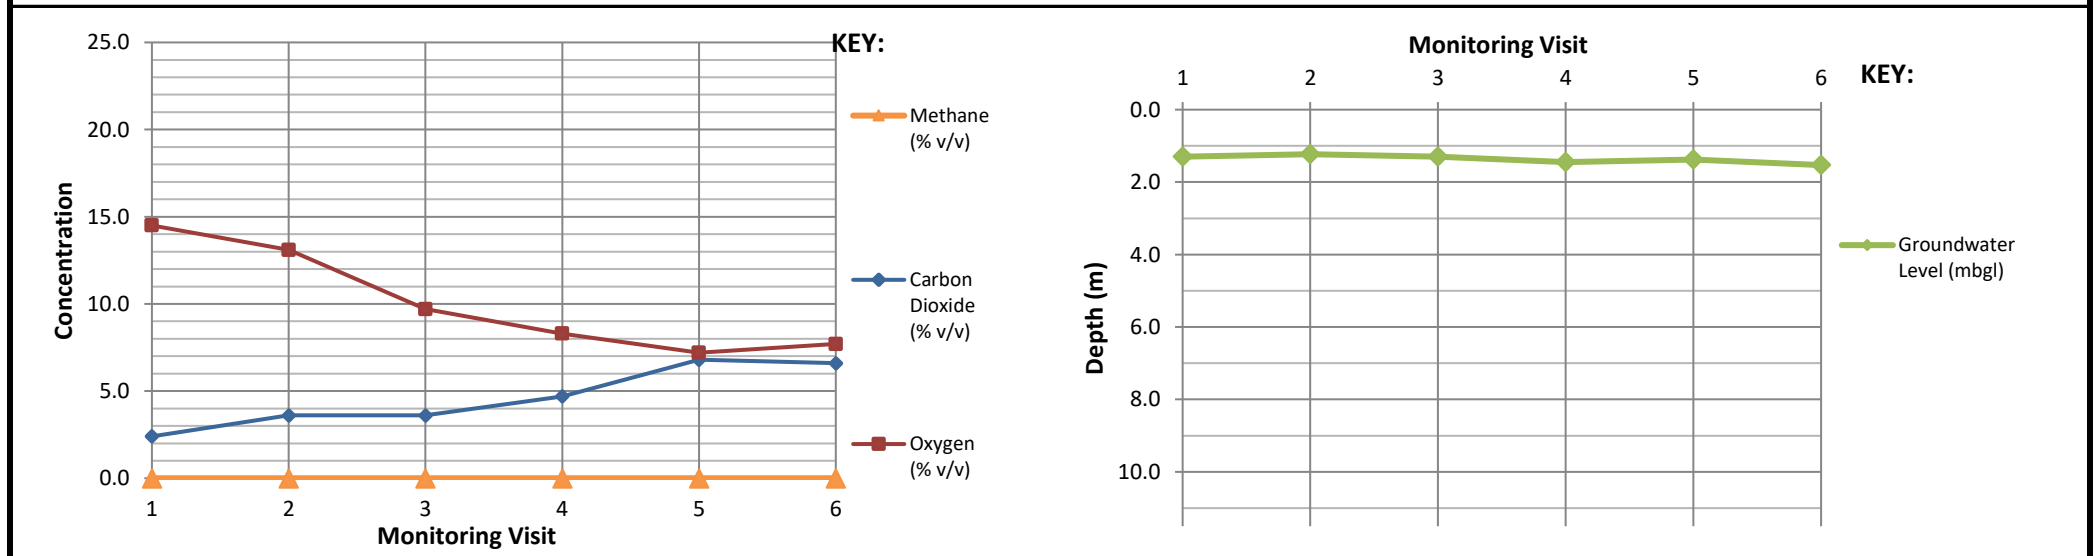 25.0
20.0
15.0
10.0
5.0
0.0
Concentration
1 2 3 4 5 6
Monitoring Visit
KEY:
Methane
(% v/v)
Carbon
Dioxide
(% v/v)
Oxygen
(% v/v)
Monitoring Visit
1 2 3 4 5 6
0.0
2.0
4.0
6.0
8.0
10.0
Depth (m)
KEY:
Groundwater
Level (mbgl)